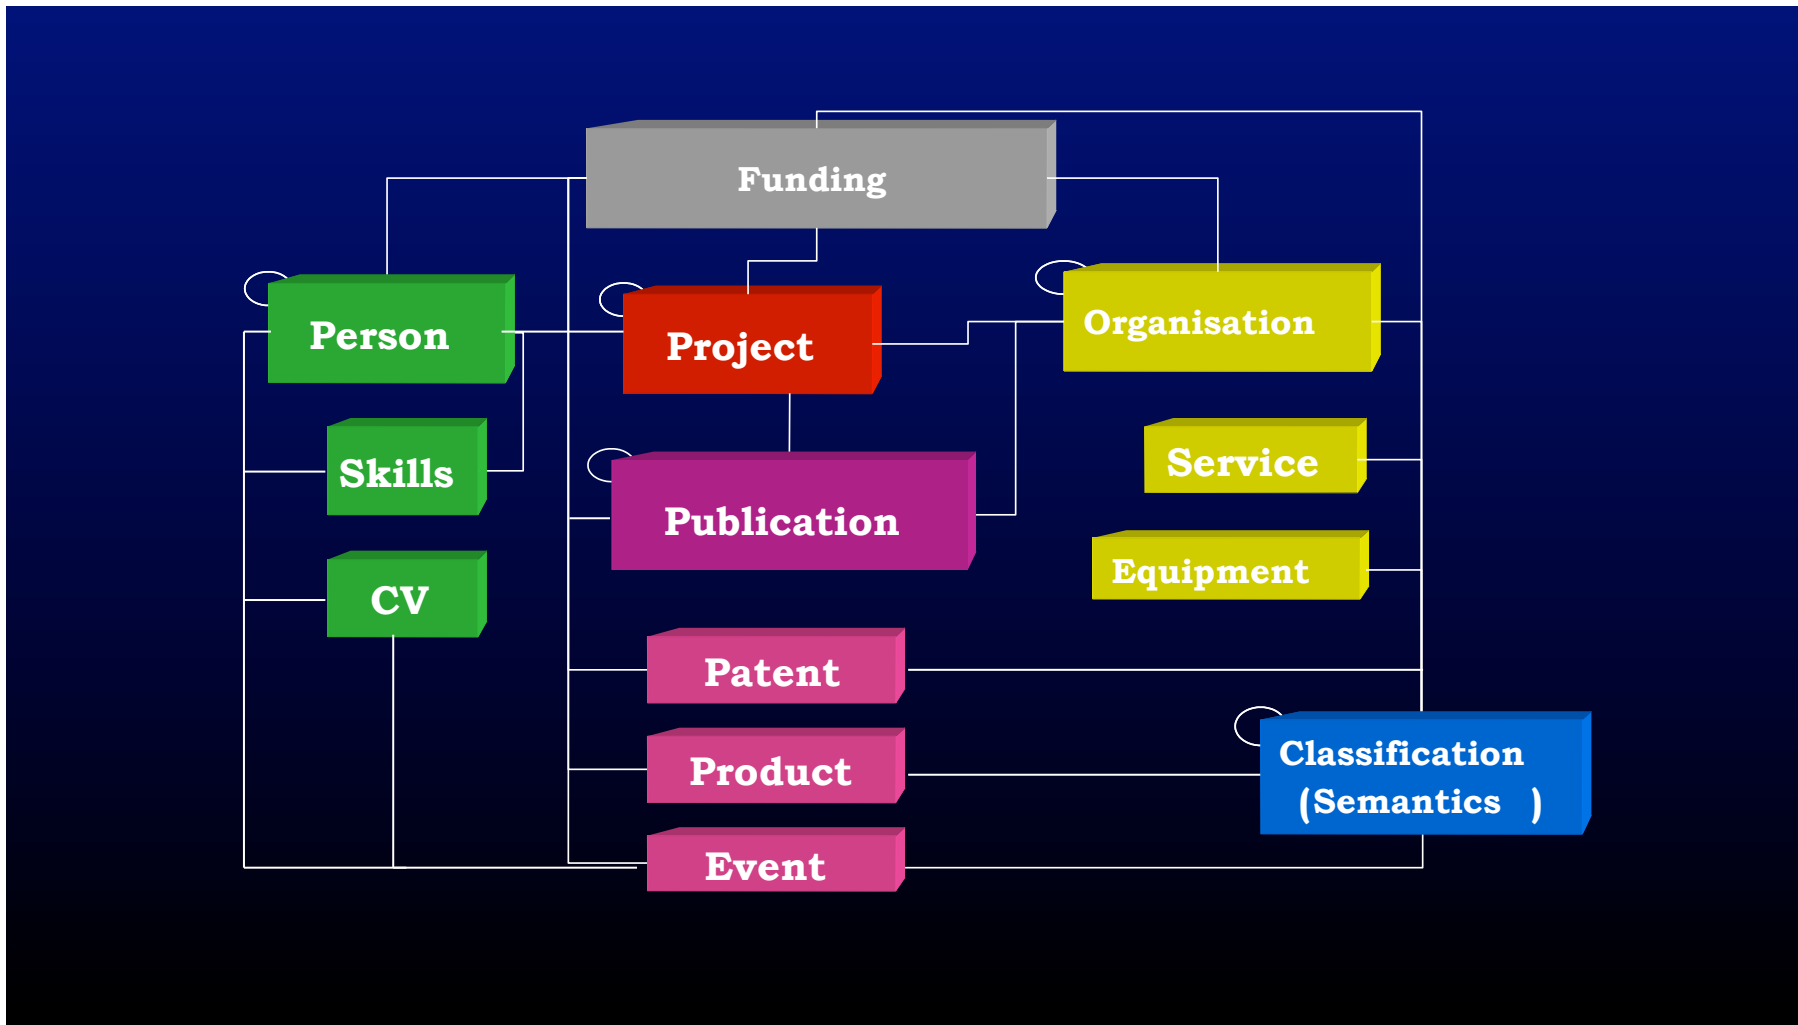 Funding
Person
Project
Organisation
Skills
Service
Publication
Equipment
CV
Patent
Product
Classification
(Semantics )
Event